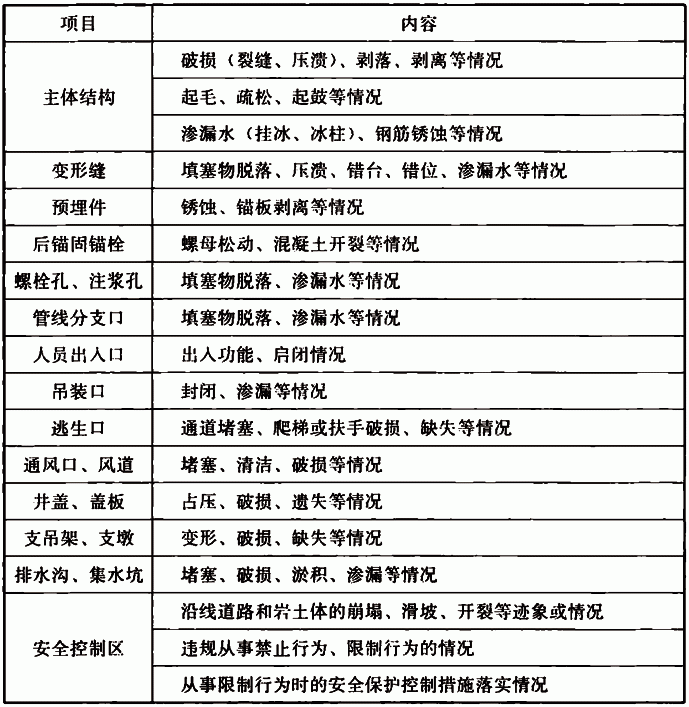 项目 内容
主体结构 破损（裂缝、压溃）、剥落、剥离等情况
起毛、疏松、起鼓等情况
渗漏水（挂冰、冰柱）、钢筋锈蚀等情况
变形缝 填塞物脱落、压溃、错台、错位、渗漏水等情况
预埋件 锈蚀、锚板剥离等情况
后锚固锚栓 螺母松动、混凝土开裂等情况
螺栓孔、注浆孔 填塞物脱落、渗漏水等情况
管线分支口 填塞物脱落、渗漏水等情况
人员出入口 出入功能、启闭情况
吊装口 封闭、渗漏等情况
逃生口 通道堵塞、爬梯或扶手破损、缺失等情况
通风口、风道 堵塞、清洁、破损等情况
井盖、盖板 占压、破损、遗失等情况
支吊架、支墩 变形、破损、缺失等情况
排水沟、集水坑 堵塞、破损、淤积、渗漏等情况
安全控制区 沿线道路和岩土体的崩塌、滑坡、开裂等迹象或情况
违规从事禁止行为、限制行为的情况
从事限制行为时的安全保护控制措施落实情况